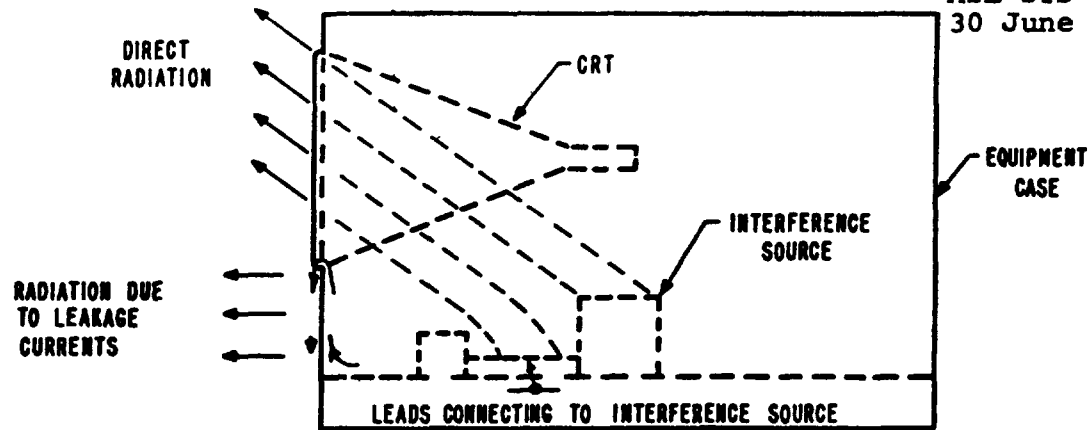 30 June
DIRECT
RADIATION
CRT
EQUIPMENT
CASE
INTERFERENCE
SOURCE
RADIATION DUE
TO LEAKAGE
CURRENTS
LEADS CONNECTING TO INTERFERENCE SOURCE